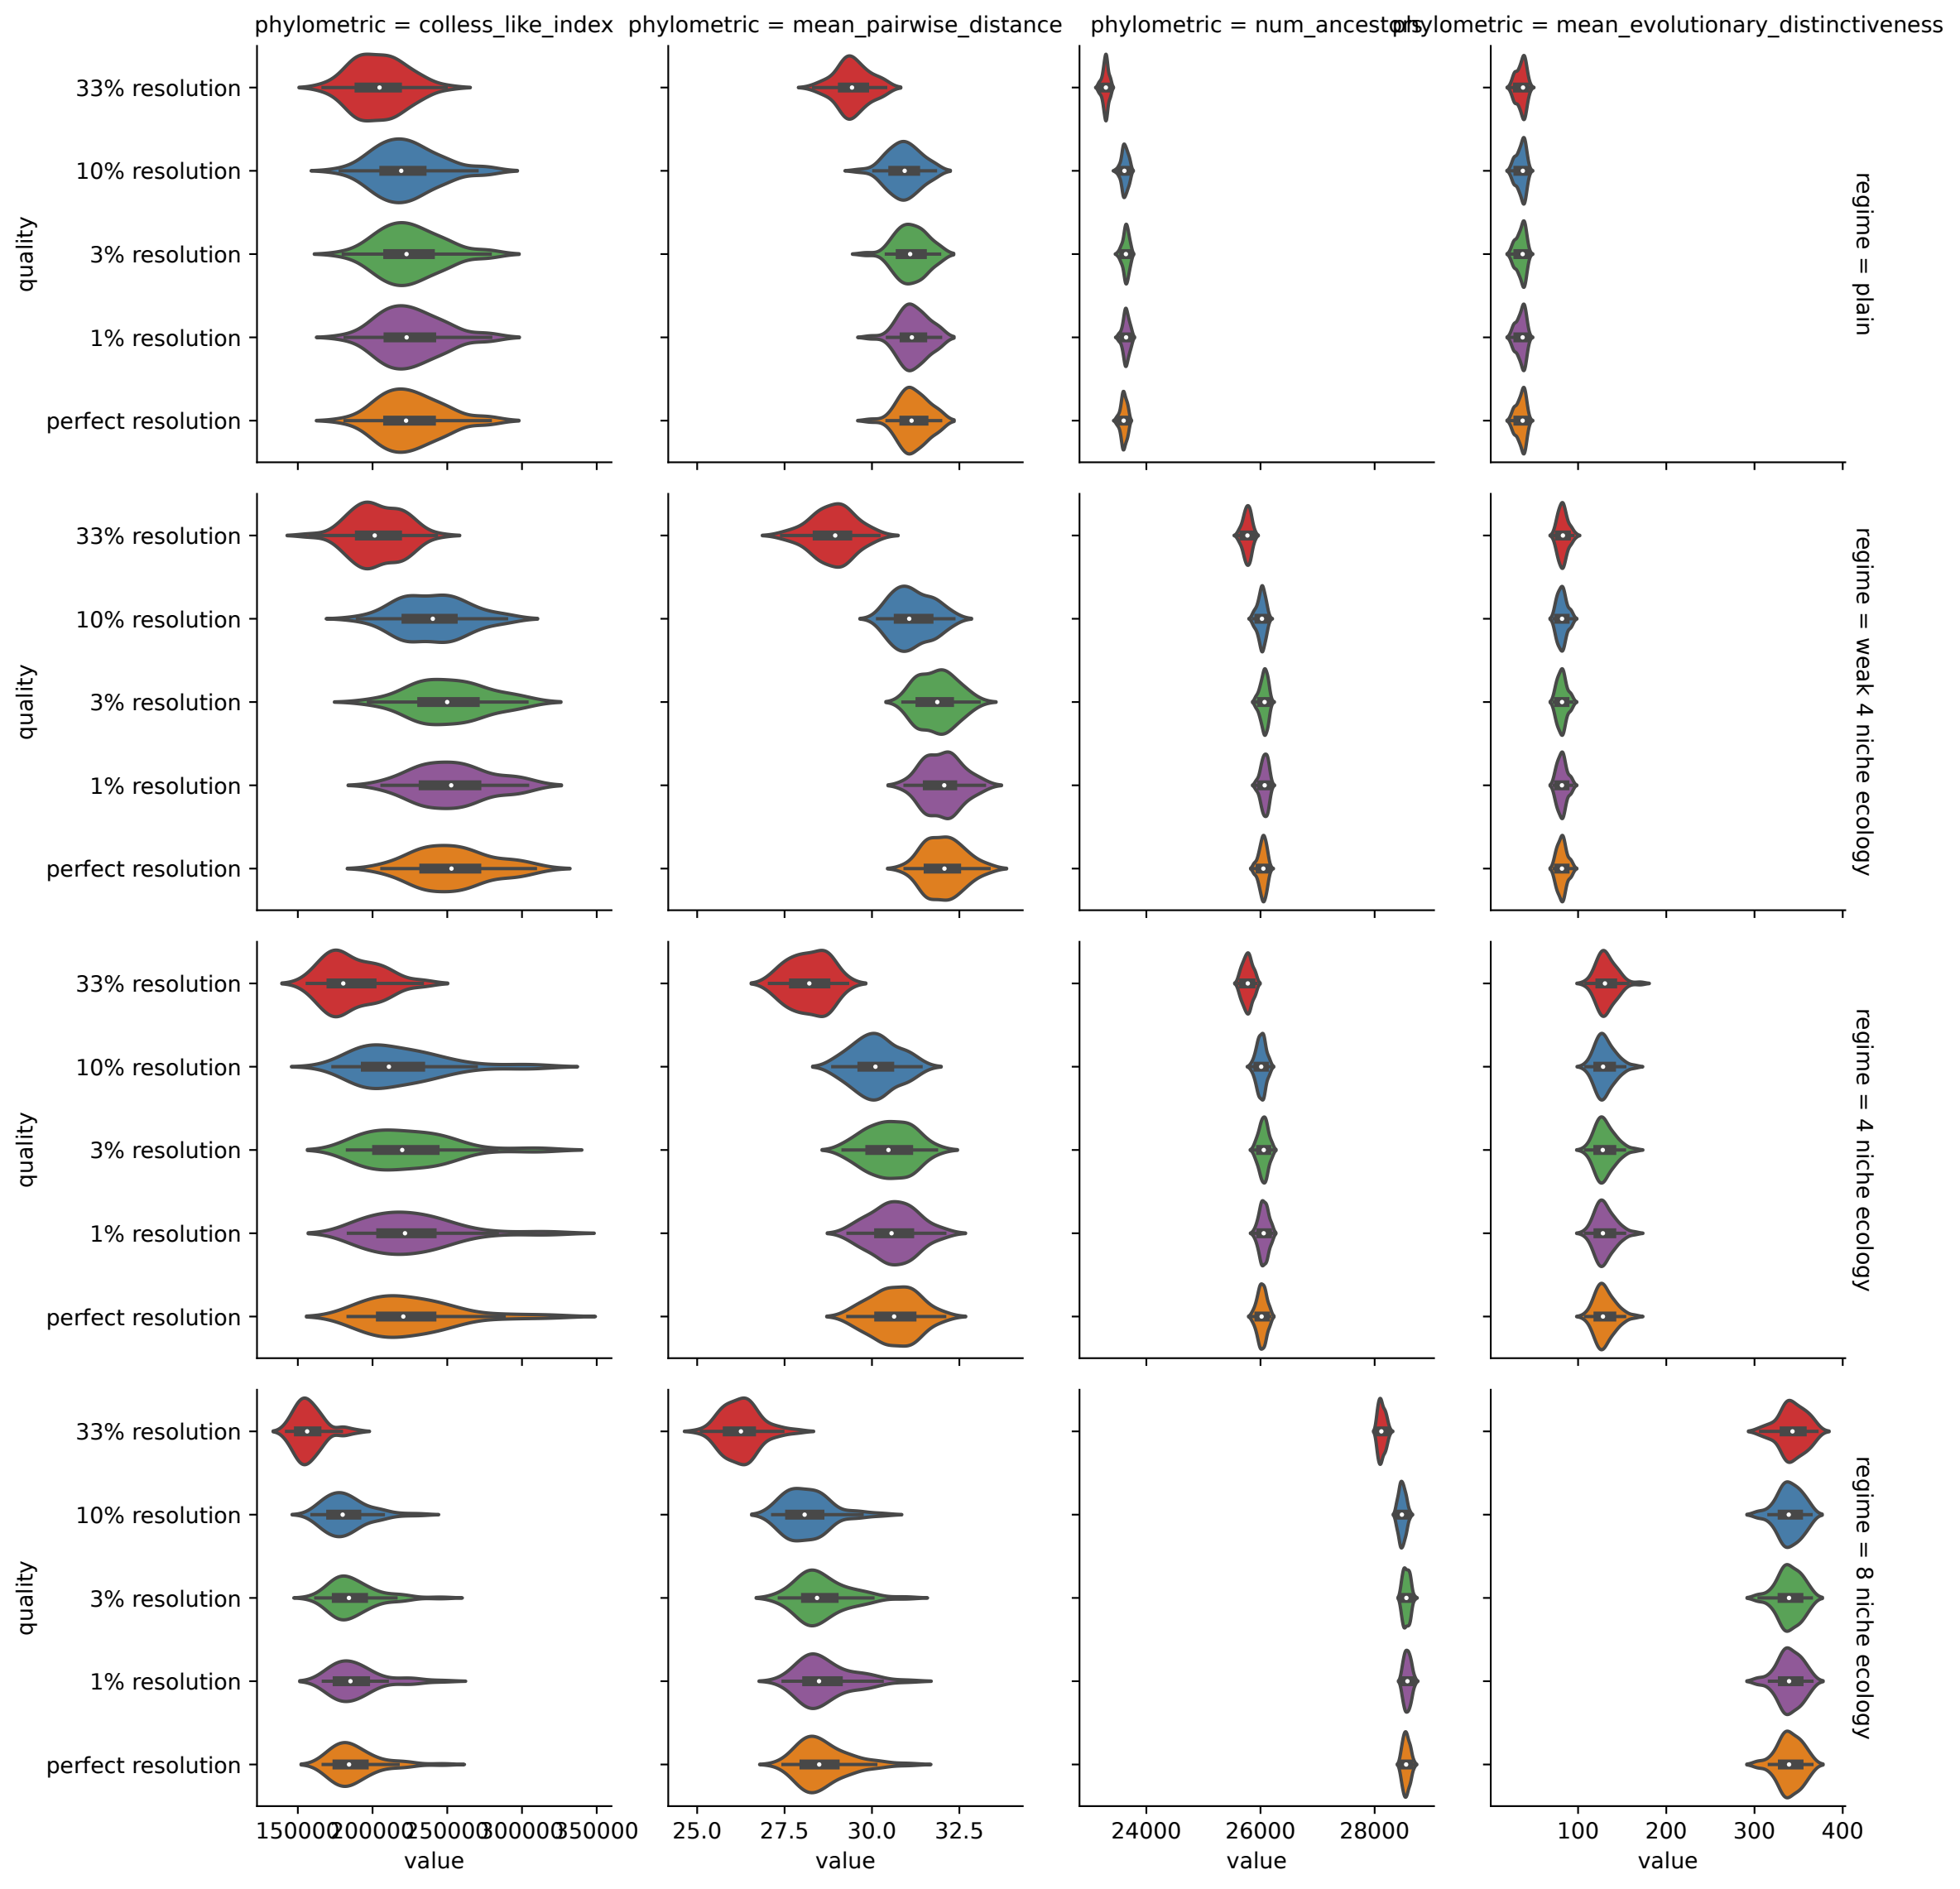 phylometric = colless_like_index
phylometric = mean_pairwise_distance
phylometric = num_ancestors
phylometric = mean_evolutionary_distinctiveness
quality
33% resolution
10% resolution
3% resolution
1% resolution
perfect resolution
regime = plain
quality
33% resolution
10% resolution
3% resolution
1% resolution
perfect resolution
regime = weak 4 niche ecology
quality
33% resolution
10% resolution
3% resolution
1% resolution
perfect resolution
regime = 4 niche ecology
quality
33% resolution
10% resolution
3% resolution
1% resolution
perfect resolution
regime = 8 niche ecology
150000 200000 250000 300000 350000
value
25.0 27.5 30.0 32.5
value
24000 26000 28000
value
100 200 300 400
value